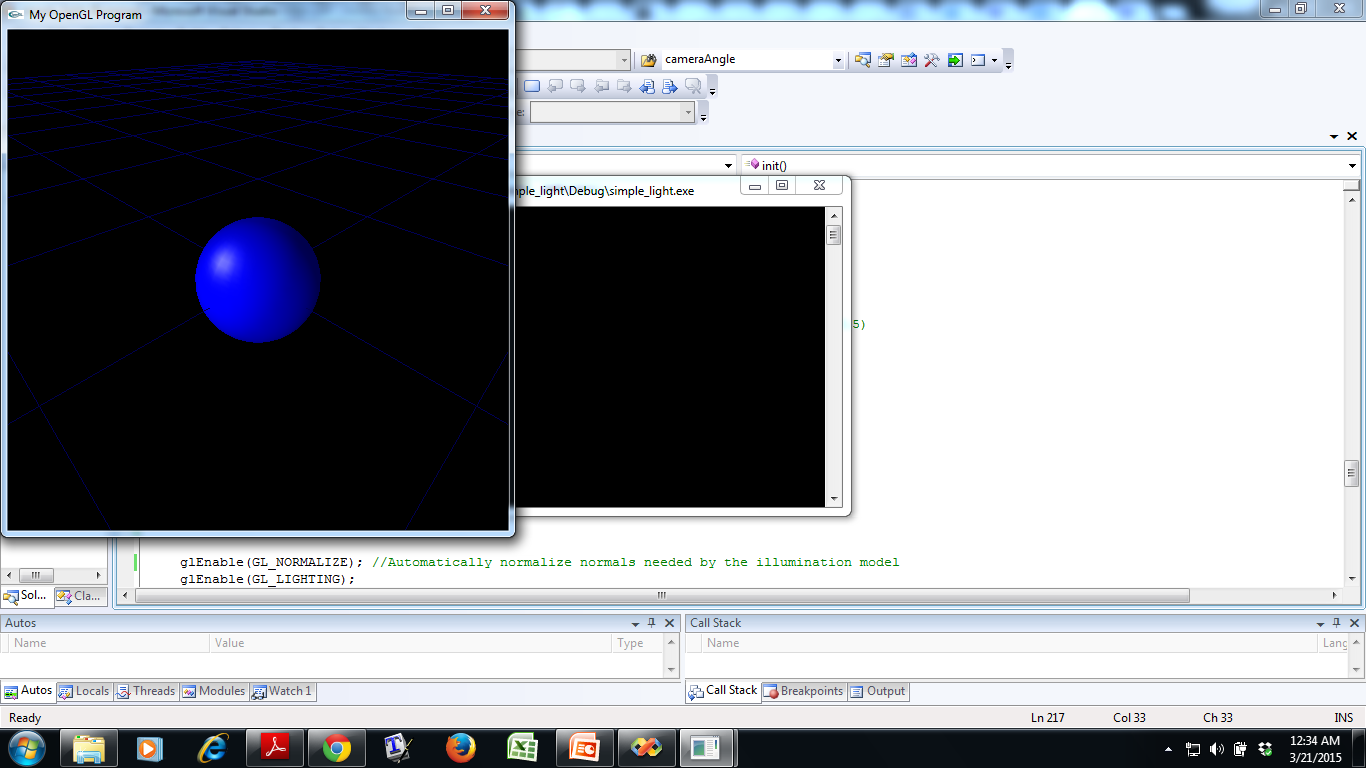 My OpenGL Program
cameraAngle
init()
ple_light\Debug\simple_light.exe
5)
glEnable(GL_NORMALIZE); //Automatically normalize normals needed by the illumination model
glEnable(GL_LIGHTING);
Sol... Cla...
Autos Call Stack
Name Value Type Name Lang
Autos Locals Threads Modules Watch 1 Call Stack Breakpoints Output
Ready Ln 217 Col 33 Ch 33 INS
12:34 AM
3/21/2015